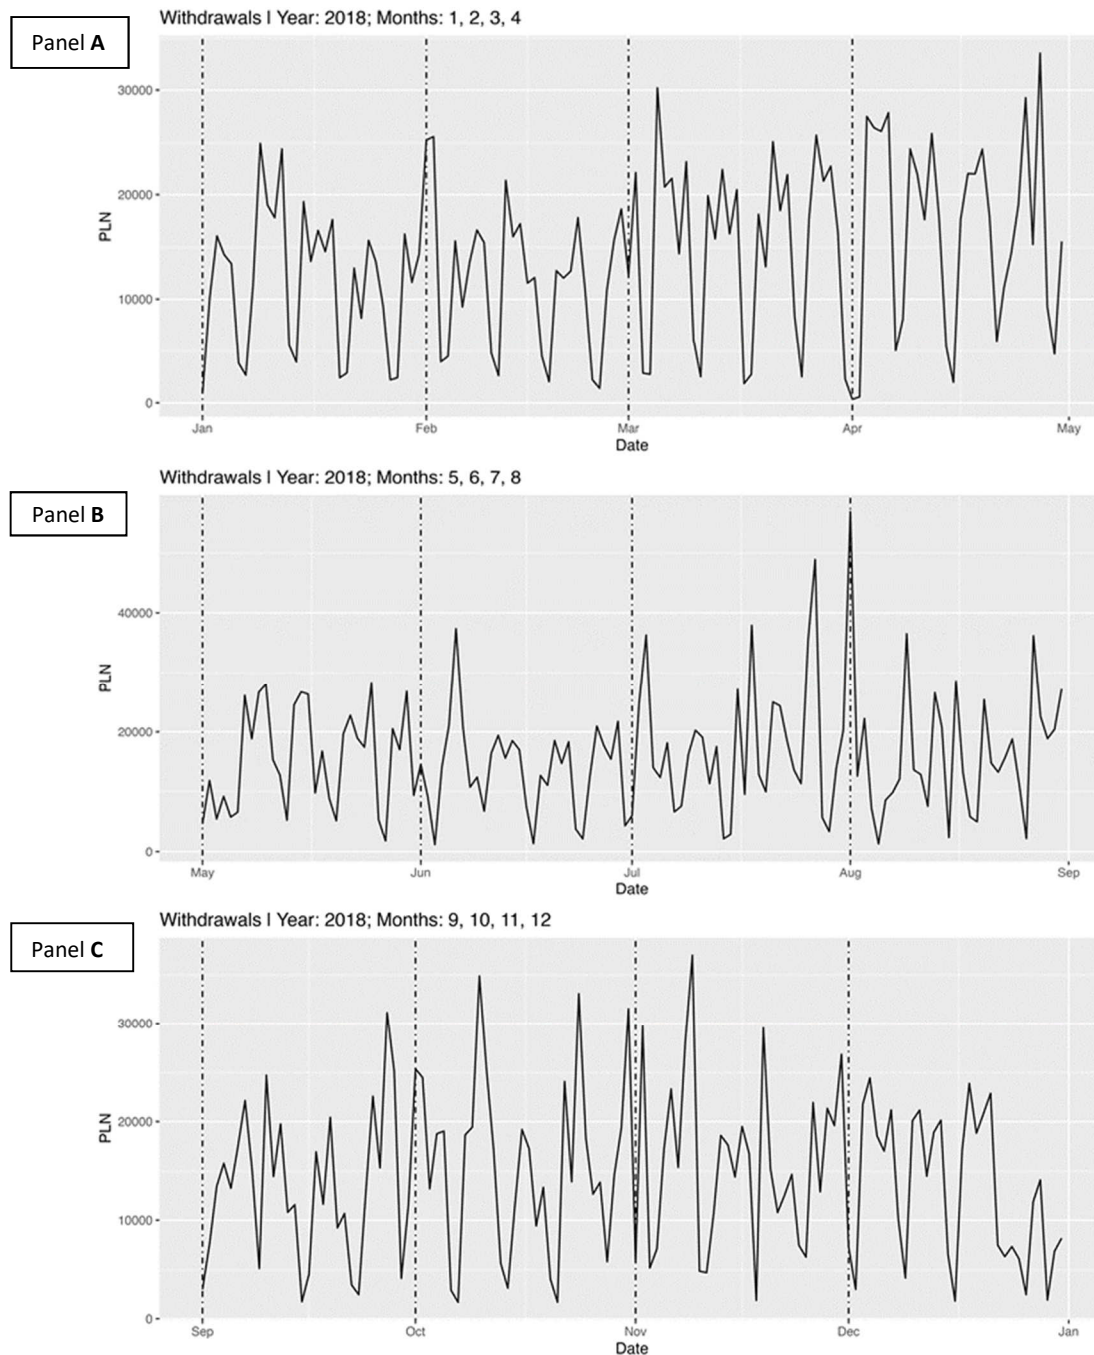 Panel A
Withdrawals | Year: 2018; Months: 1, 2, 3, 4
30000
20000
10000
0
PLN
Jan Feb Mar Apr May
Date
Panel B
Withdrawals | Year: 2018; Months: 5, 6, 7, 8
40000
20000
0
PLN
May Jun Jul Aug Sep
Date
Panel C
Withdrawals | Year: 2018; Months: 9, 10, 11, 12
30000
20000
10000
0
PLN
Sep Oct Nov Dec Jan
Date